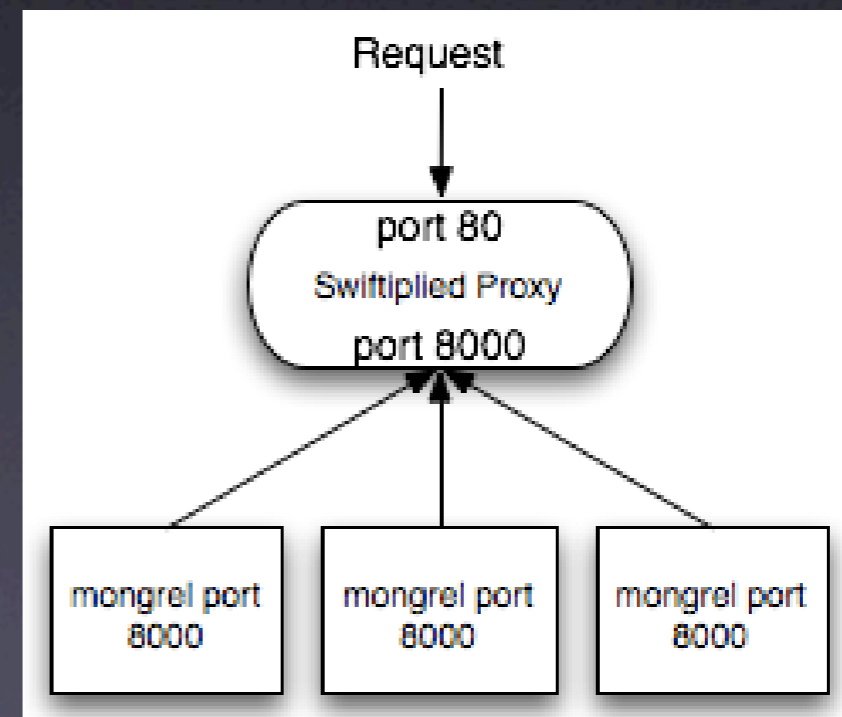 Request
port 80
Swiftiplied Proxy
port 8000
mongrel port
8000
mongrel port
8000
mongrel port
8000